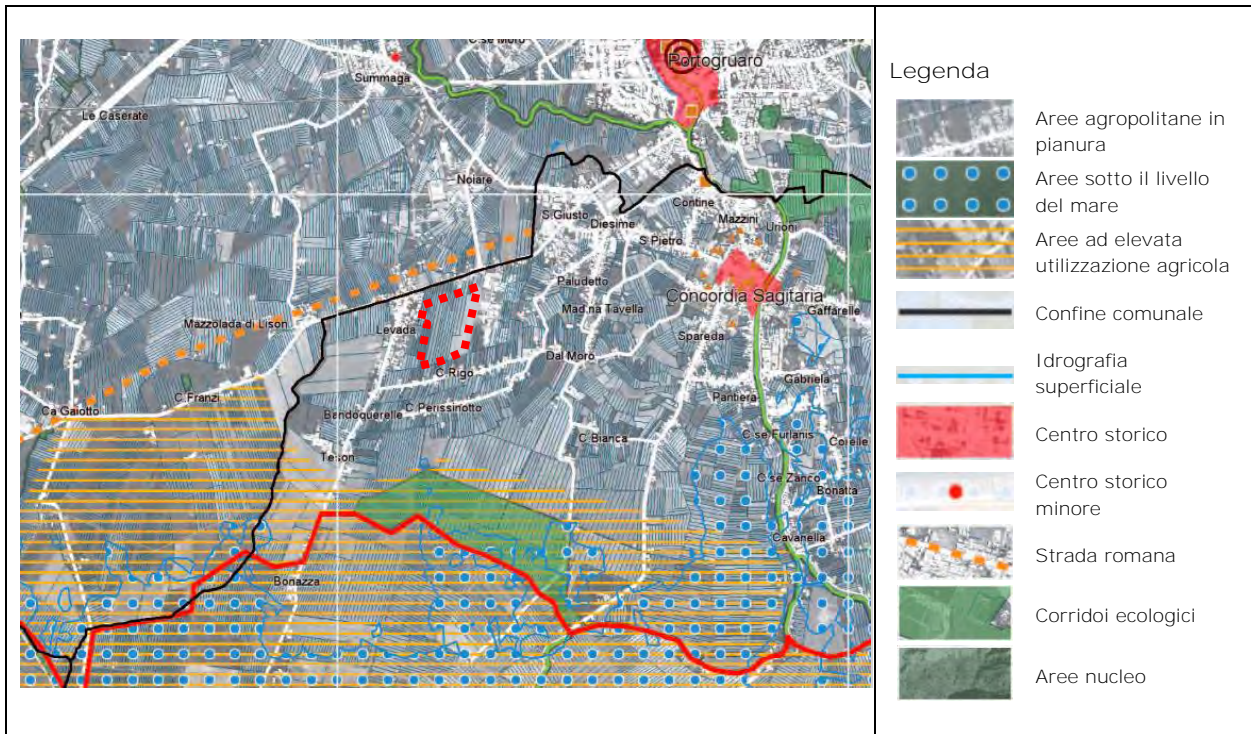 C se Moro
Portogruaro
Summaga
Le Caserate
Noiare
S Giusto
Diesime
Contine
Mazzini
S Pietro
Urioni
Paludetto
Concordia Sagitaria
Madina Tavella
Gaffarelle
Mazzolada di Lison
Levada
Spareda
Dal Moro
C Rigo
Gabriela
C Franzi
Pantiera
Ca Gaiotto
C Perissinotto
Bandoquerelle
C Bianca
C se Furlanis
Teson
C se Zanco
Bonatta
Cavanella
Bonazza
Legenda
Aree agropolitane in
pianura
Aree sotto il livello
del mare
Aree ad elevata
utilizzazione agricola
Confine comunale
Idrografia
superficiale
Centro storico
Centro storico
minore
Strada romana
Corridoi ecologici
Aree nucleo